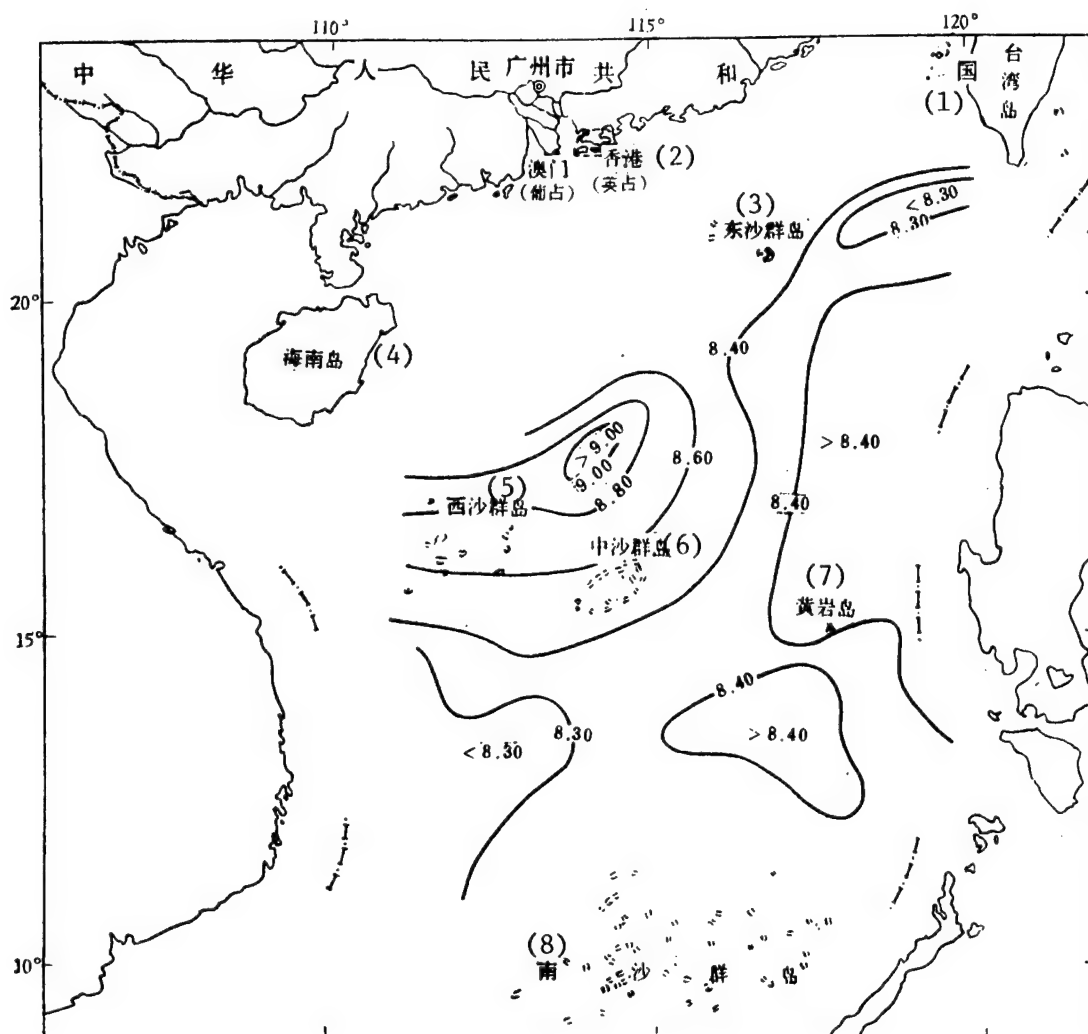 110° 115° 120°
中 华 人 民 共 和 国
广州市
台湾岛
(1)
澳门
(葡占)
香港 (2)
(英占)
(3)
东沙群岛
< 8.30
8.30
20°
海南岛 (4)
8.40
> 9.00
9.00
8.80
8.60
> 8.40
8.40
(5)
西沙群岛
中沙群岛 (6)
(7)
黄岩岛
15°
8.40
> 8.40
8.30
< 8.30
(8)
南 沙 群 岛
10°
110° 115° 120°